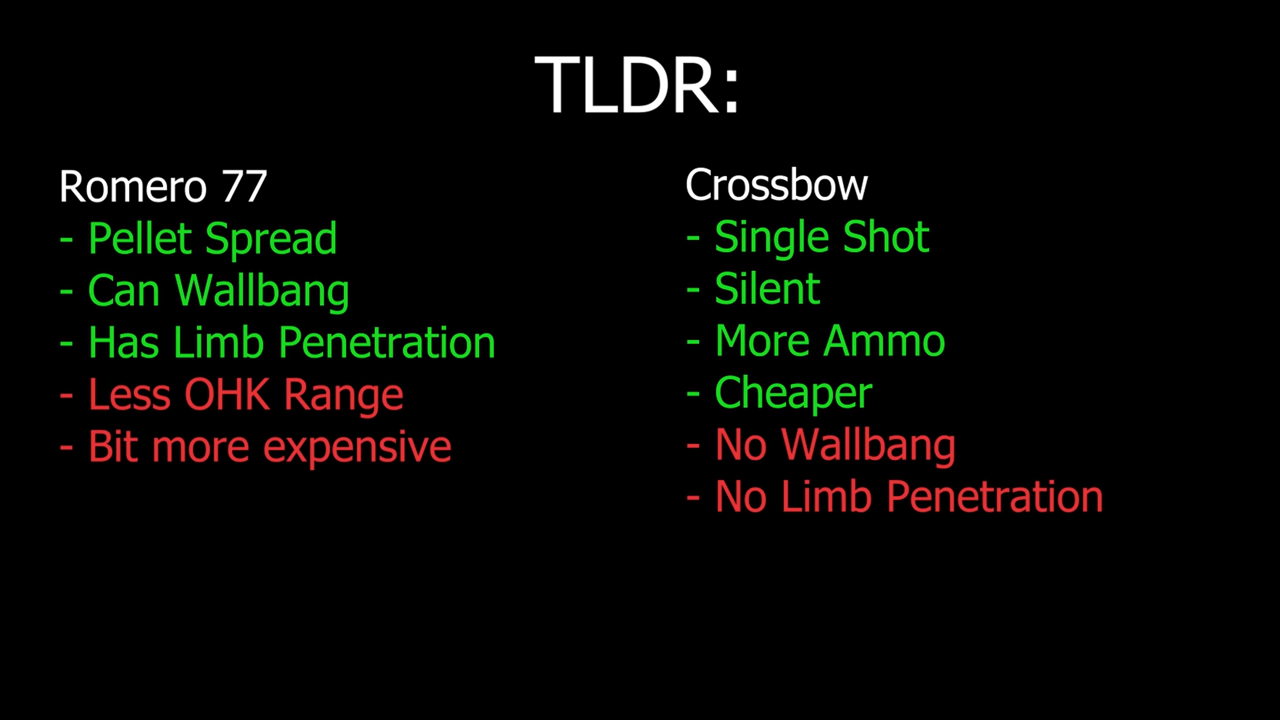 TLDR:
Romero 77
- Pellet Spread
- Can Wallbang
- Has Limb Penetration
- Less OHK Range
- Bit more expensive
Crossbow
- Single Shot
- Silent
- More Ammo
- Cheaper
- No Wallbang
- No Limb Penetration